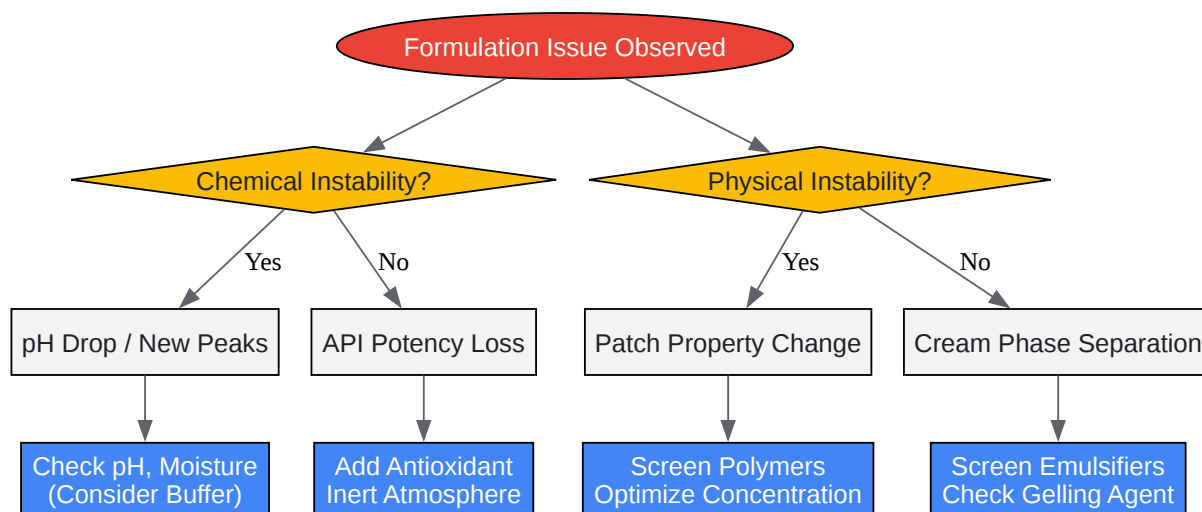 Formulation Issue Observed
Chemical Instability?
Physical Instability?
Yes
No
Yes
No
pH Drop / New Peaks
API Potency Loss
Patch Property Change
Cream Phase Separation
Check pH, Moisture
(Consider Buffer)
Add Antioxidant
Inert Atmosphere
Screen Polymers
Optimize Concentration
Screen Emulsifiers
Check Gelling Agent